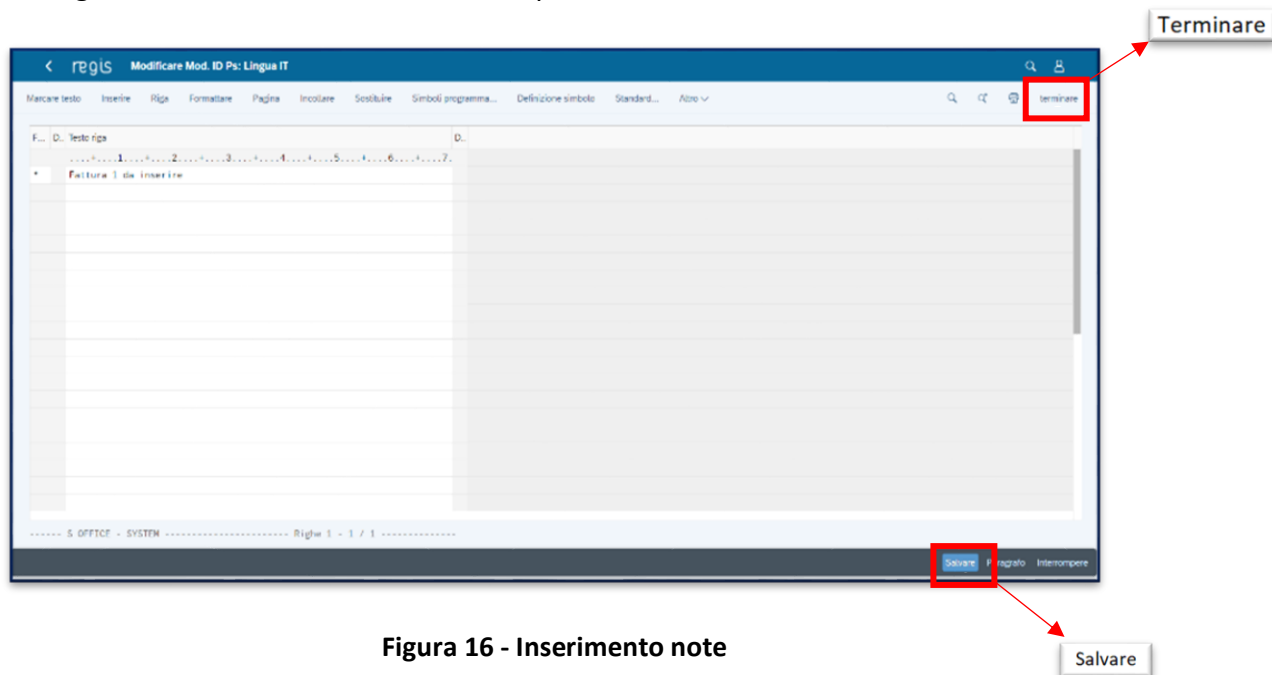 Terminare
regis Modificare Mod. ID Ps: Lingua IT
Marcare testo Inserire Riga Formattare Pagina Incollare Sostituire Simboli programma... Definizione simbolo Standard... Altro terminare
F... D.. Testo riga D..
....+....1....+....2....+....3....+....4....+....5....+....6....+....7.
* Fattura 1 da inserire
------ S OFFICE - SYSTEM ----------------------- Righe 1 - 1 / 1 --------------
Salvare Paragrafo Interrompere
Figura 16 - Inserimento note
Salvare